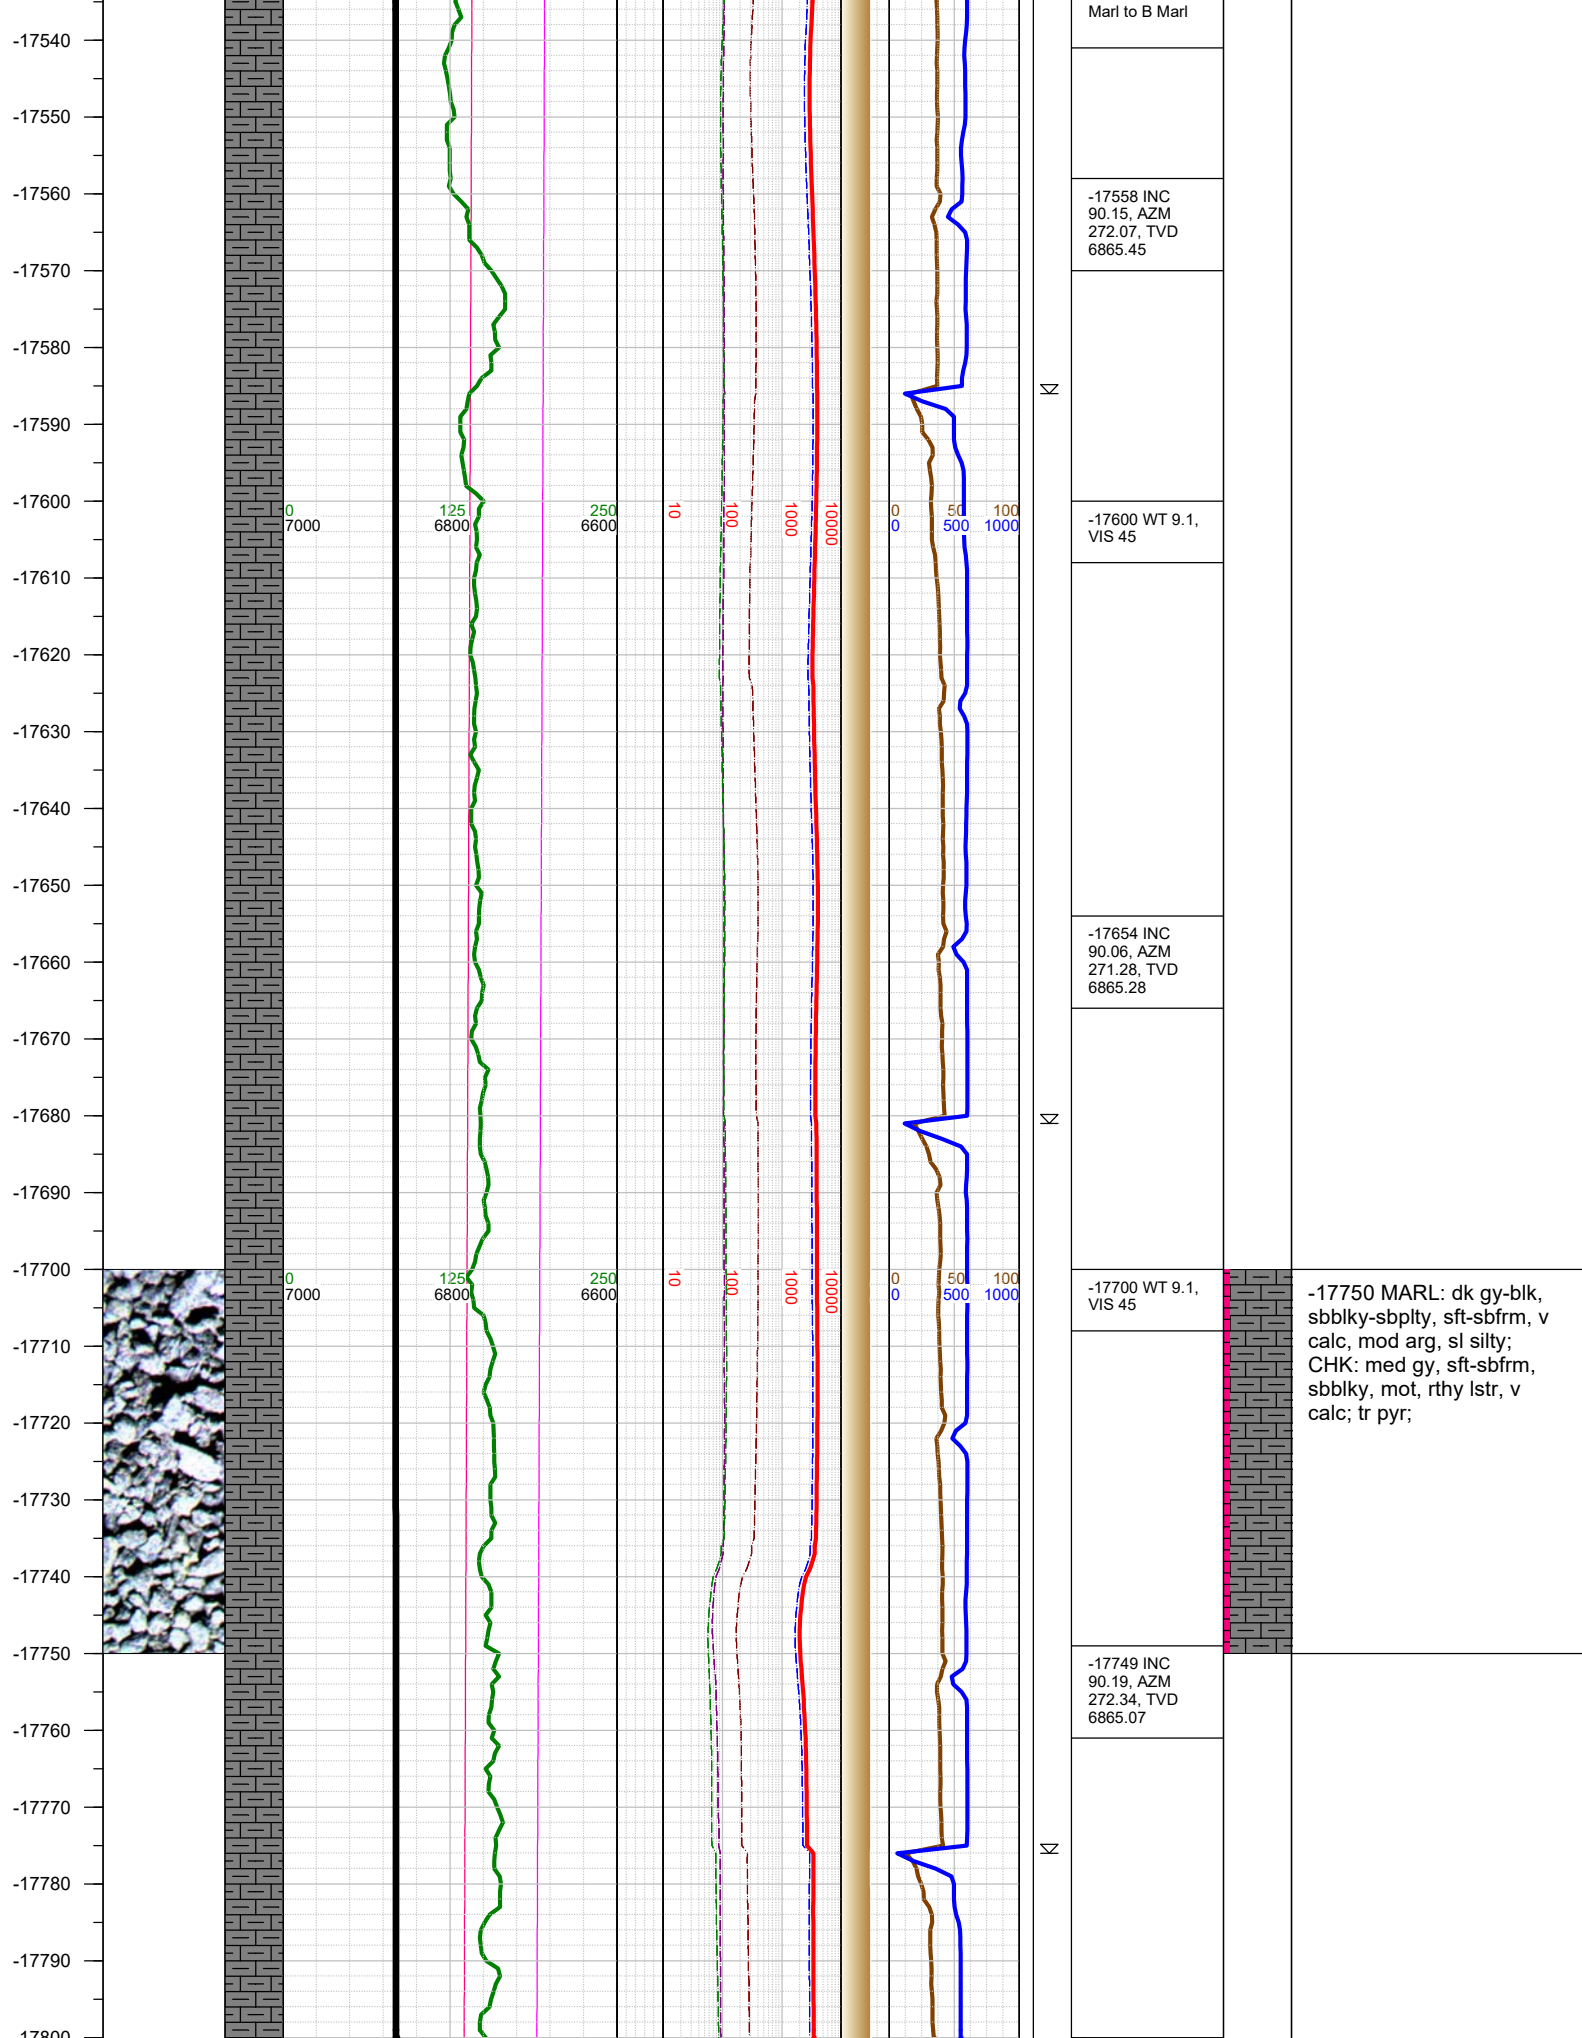 Marl to B Marl
-17540
-17550
-17560
-17558 INC
90.15, AZM
272.07, TVD
6865.45
-17570
-17580
-17590
-17600
0 125 250
7000 6800 6600
10 100 1000 10000
0 50 100
0 500 1000
-17600 WT 9.1,
VIS 45
-17610
-17620
-17630
-17640
-17650
-17654 INC
90.06, AZM
271.28, TVD
6865.28
-17660
-17670
-17680
-17690
-17700
0 125 250
7000 6800 6600
10 100 1000 10000
0 50 100
0 500 1000
-17700 WT 9.1,
VIS 45
-17750 MARL: dk gy-blk,
sbblky-sbplty, sft-sbfrm, v
calc, mod arg, sl silty;
CHK: med gy, sft-sbfrm,
sbblky, mot, rthy lstr, v
calc; tr pyr;
-17710
-17720
-17730
-17740
-17750
-17749 INC
90.19, AZM
272.34, TVD
6865.07
-17760
-17770
-17780
-17790
-17800